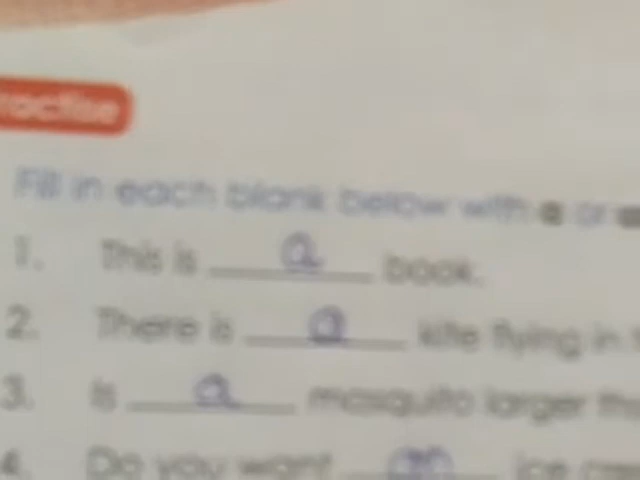 Practise
Fill in each blank below with a or
1. This is a book.
2. There is a kite flying in
3. Is a mosquito larger
4. Do you want an ice